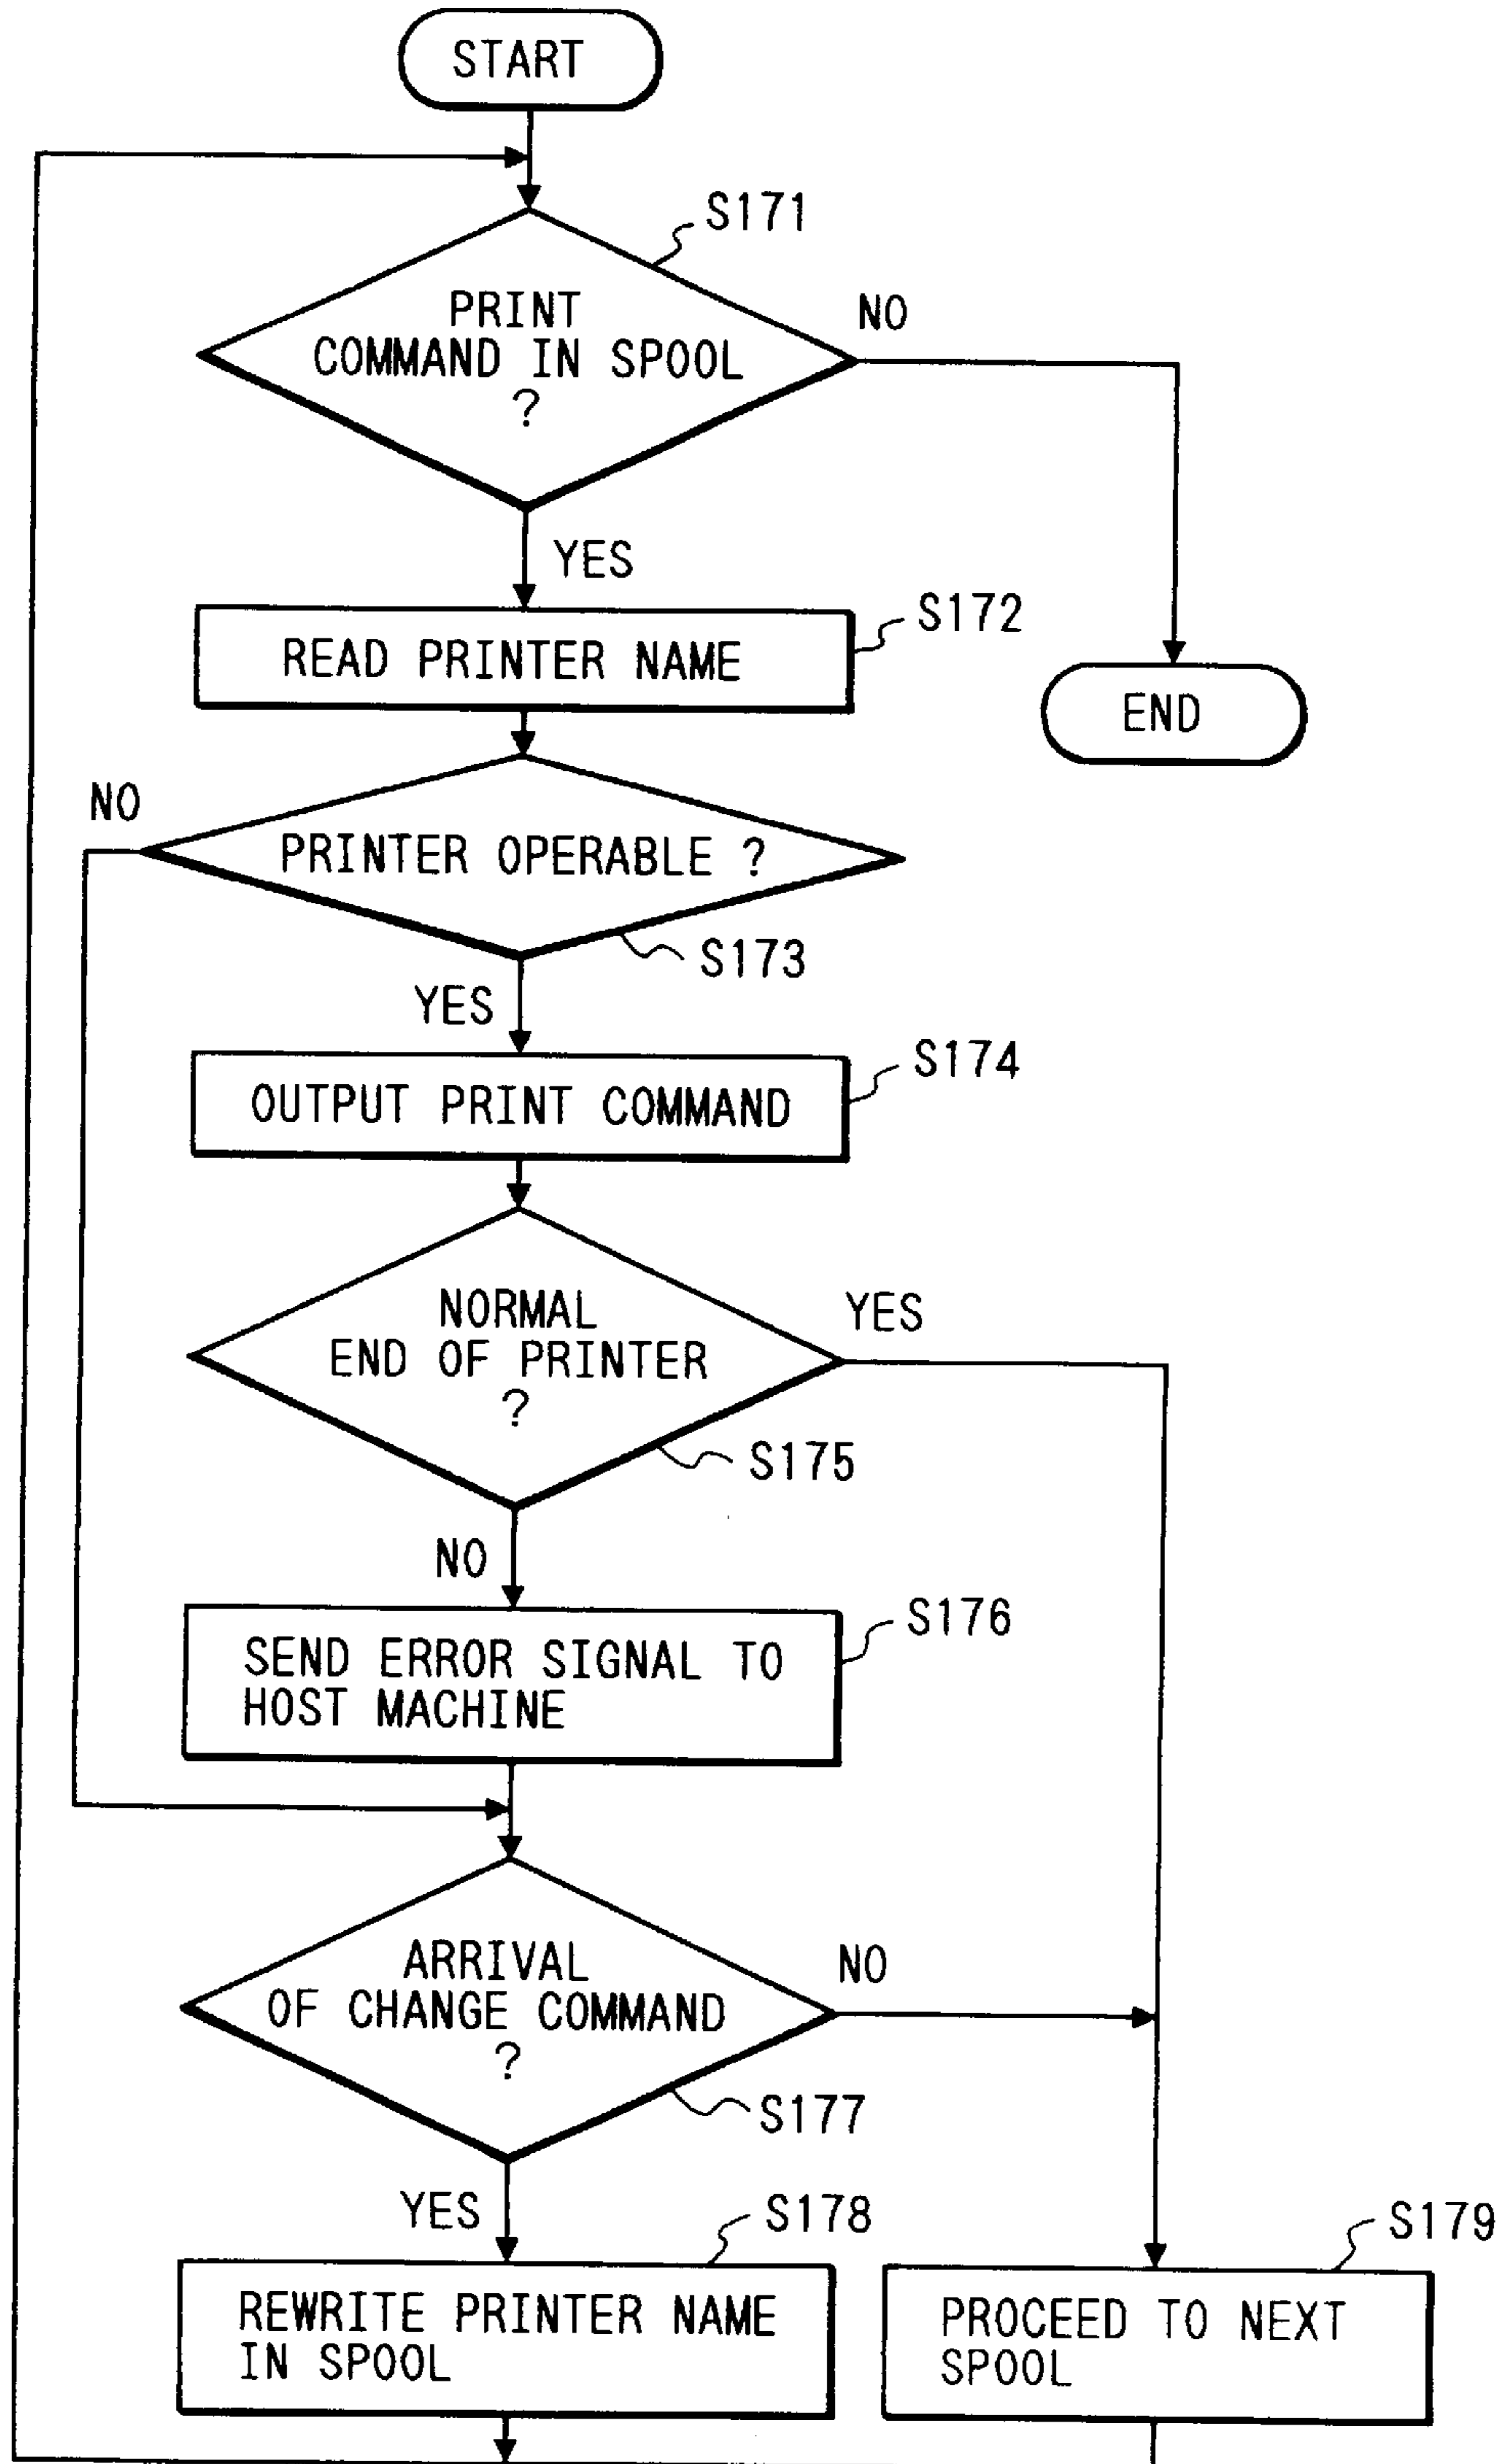 START
S171
PRINT
COMMAND IN SPOOL
?
NO
YES
S172
READ PRINTER NAME
END
NO
PRINTER OPERABLE ?
S173
YES
S174
OUTPUT PRINT COMMAND
NORMAL
END OF PRINTER
?
YES
S175
NO
S176
SEND ERROR SIGNAL TO
HOST MACHINE
ARRIVAL
OF CHANGE COMMAND
?
NO
S177
YES
S178
S179
REWRITE PRINTER NAME
IN SPOOL
PROCEED TO NEXT
SPOOL